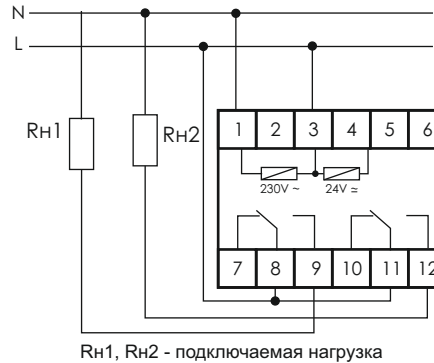 N
L
Rн1
Rн2
1 2 3 4 5 6
230V ~ 24V ≃
7 8 9 10 11 12
Rн1, Rн2 - подключаемая нагрузка